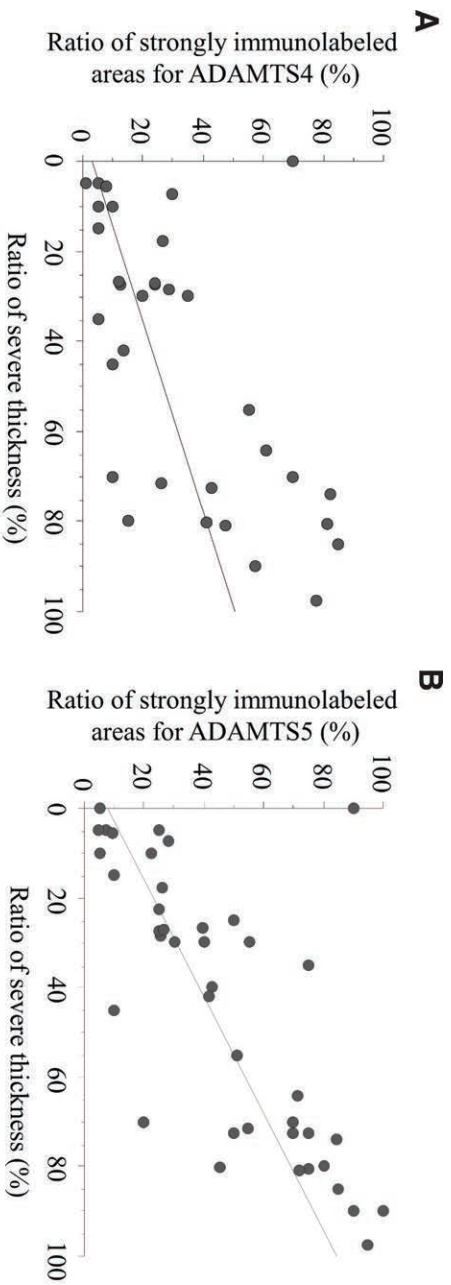 A
Ratio of strongly immunolabeled
areas for ADAMTS4 (%)
100
80
60
40
20
0
0 20 40 60 80 100
Ratio of severe thickness (%)
B
Ratio of strongly immunolabeled
areas for ADAMTS5 (%)
100
80
60
40
20
0
0 20 40 60 80 100
Ratio of severe thickness (%)